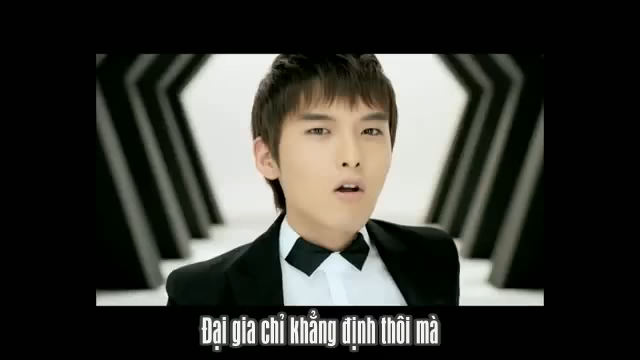 Đại gia chỉ khẳng định thôi mà